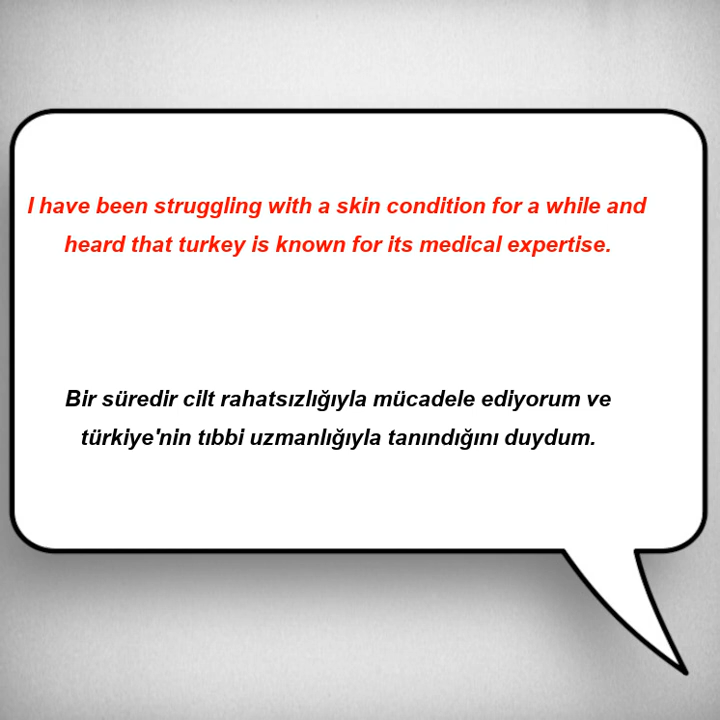 I have been struggling with a skin condition for a while and
heard that turkey is known for its medical expertise.
Bir süredir cilt rahatsızlığıyla mücadele ediyorum ve
türkiye'nin tıbbi uzmanlığıyla tanındığını duydum.